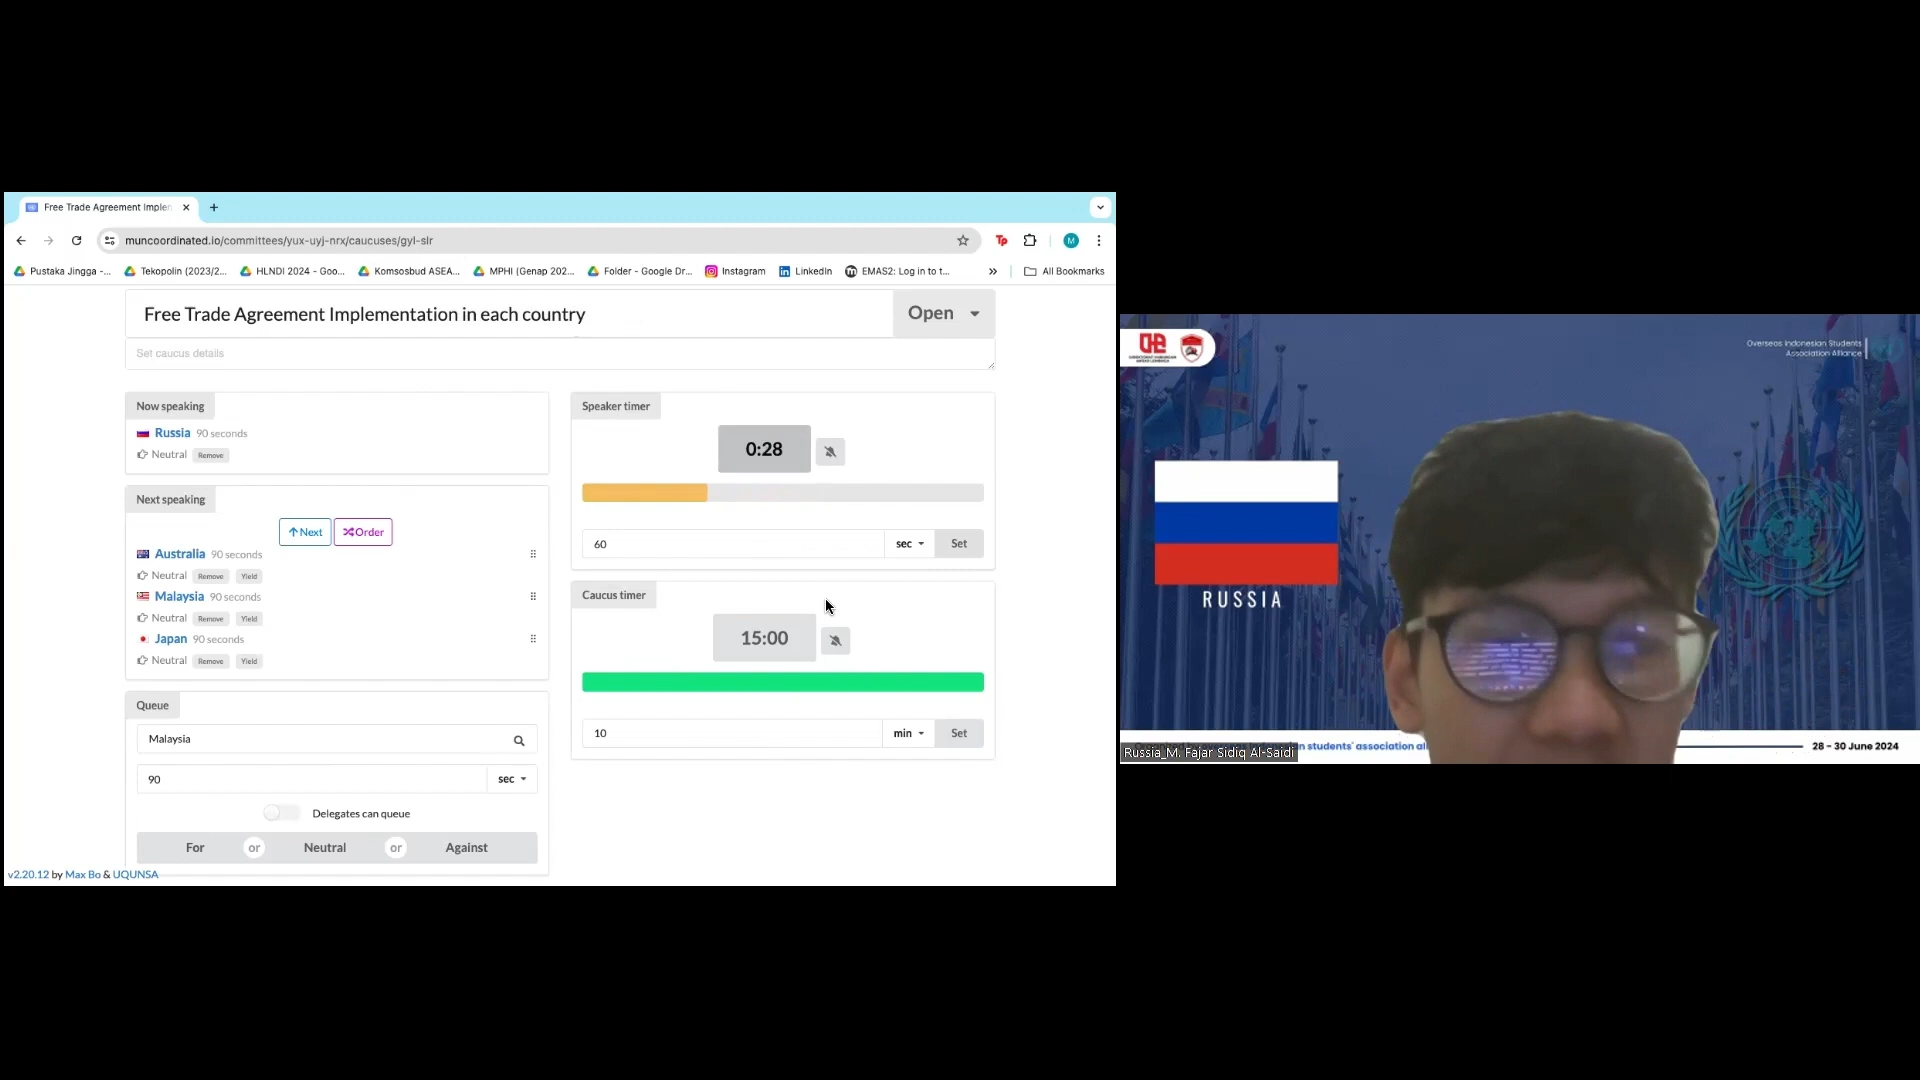 Free Trade Agreement Implen
muncoordinated.io/committees/yux-uyj-nrx/caucuses/gyl-slr
M
Pustaka Jingga -...
Tekopolin (2023/2...
HLNDI 2024 - Goo...
Komsosbud ASEA...
MPHI (Genap 202...
Folder - Google Dr...
Instagram
LinkedIn
EMAS2: Log in to t...
»
All Bookmarks
Free Trade Agreement Implementation in each country
Open
Set caucus details
Now speaking
Russia 90 seconds
Neutral Remove
Next speaking
Next Order
Australia 90 seconds
Neutral Remove Yield
Malaysia 90 seconds
Neutral Remove Yield
Japan 90 seconds
Neutral Remove Yield
Queue
Malaysia
90 sec
Delegates can queue
For or Neutral or Against
v2.20.12 by Max Bo & UQUNSA
Speaker timer
0:28
60 sec Set
Caucus timer
15:00
10 min Set
Overseas Indonesian Students
Association Alliance
RUSSIA
n students' association al
28 - 30 June 2024
Russia_M. Fajar Sidiq Al-Saidi